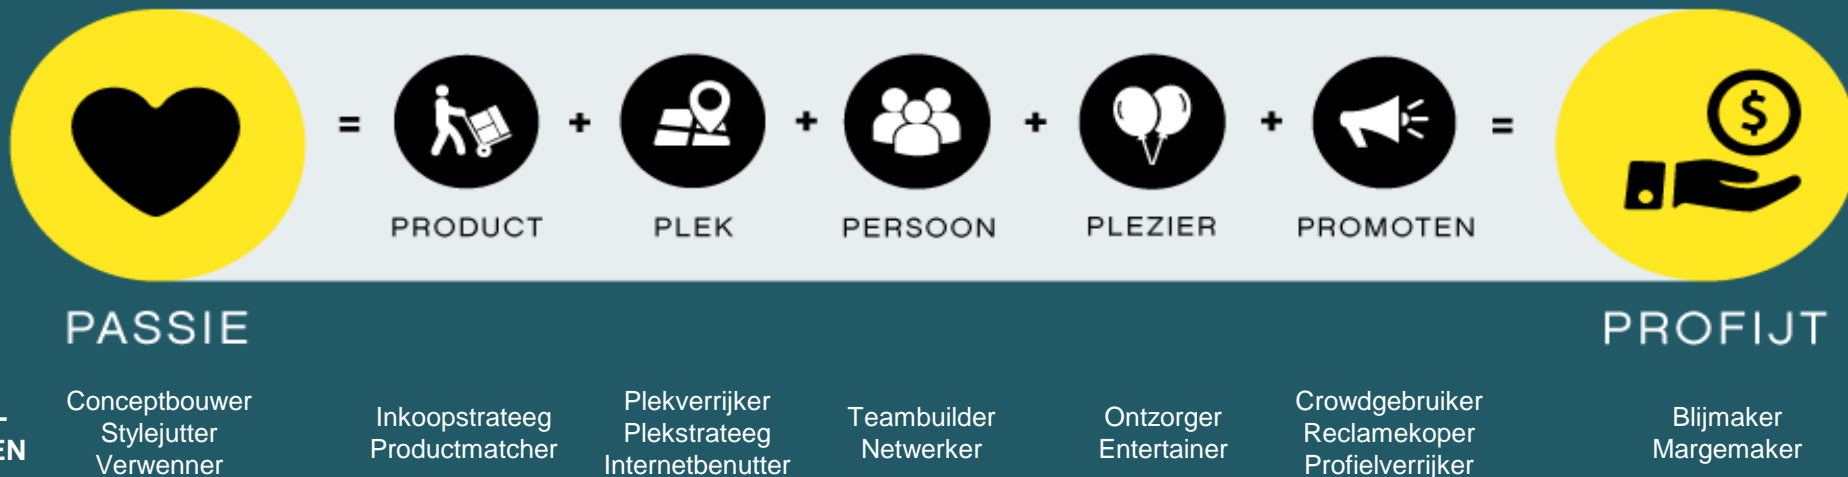 = + + + + =
$
PRODUCT
PLEK
PERSOON
PLEZIER
PROMOTEN
PASSIE
PROFIJT
-
EN
Conceptbouwer
Stylejutter
Verwenner
Inkoopstrateeg
Productmatcher
Plekverrijker
Plekstrateeg
Internetbenutter
Teambuilder
Netwerker
Ontzorger
Entertainer
Crowdgebruiker
Reclamekoper
Profielverrijker
Blijmaker
Margemaker